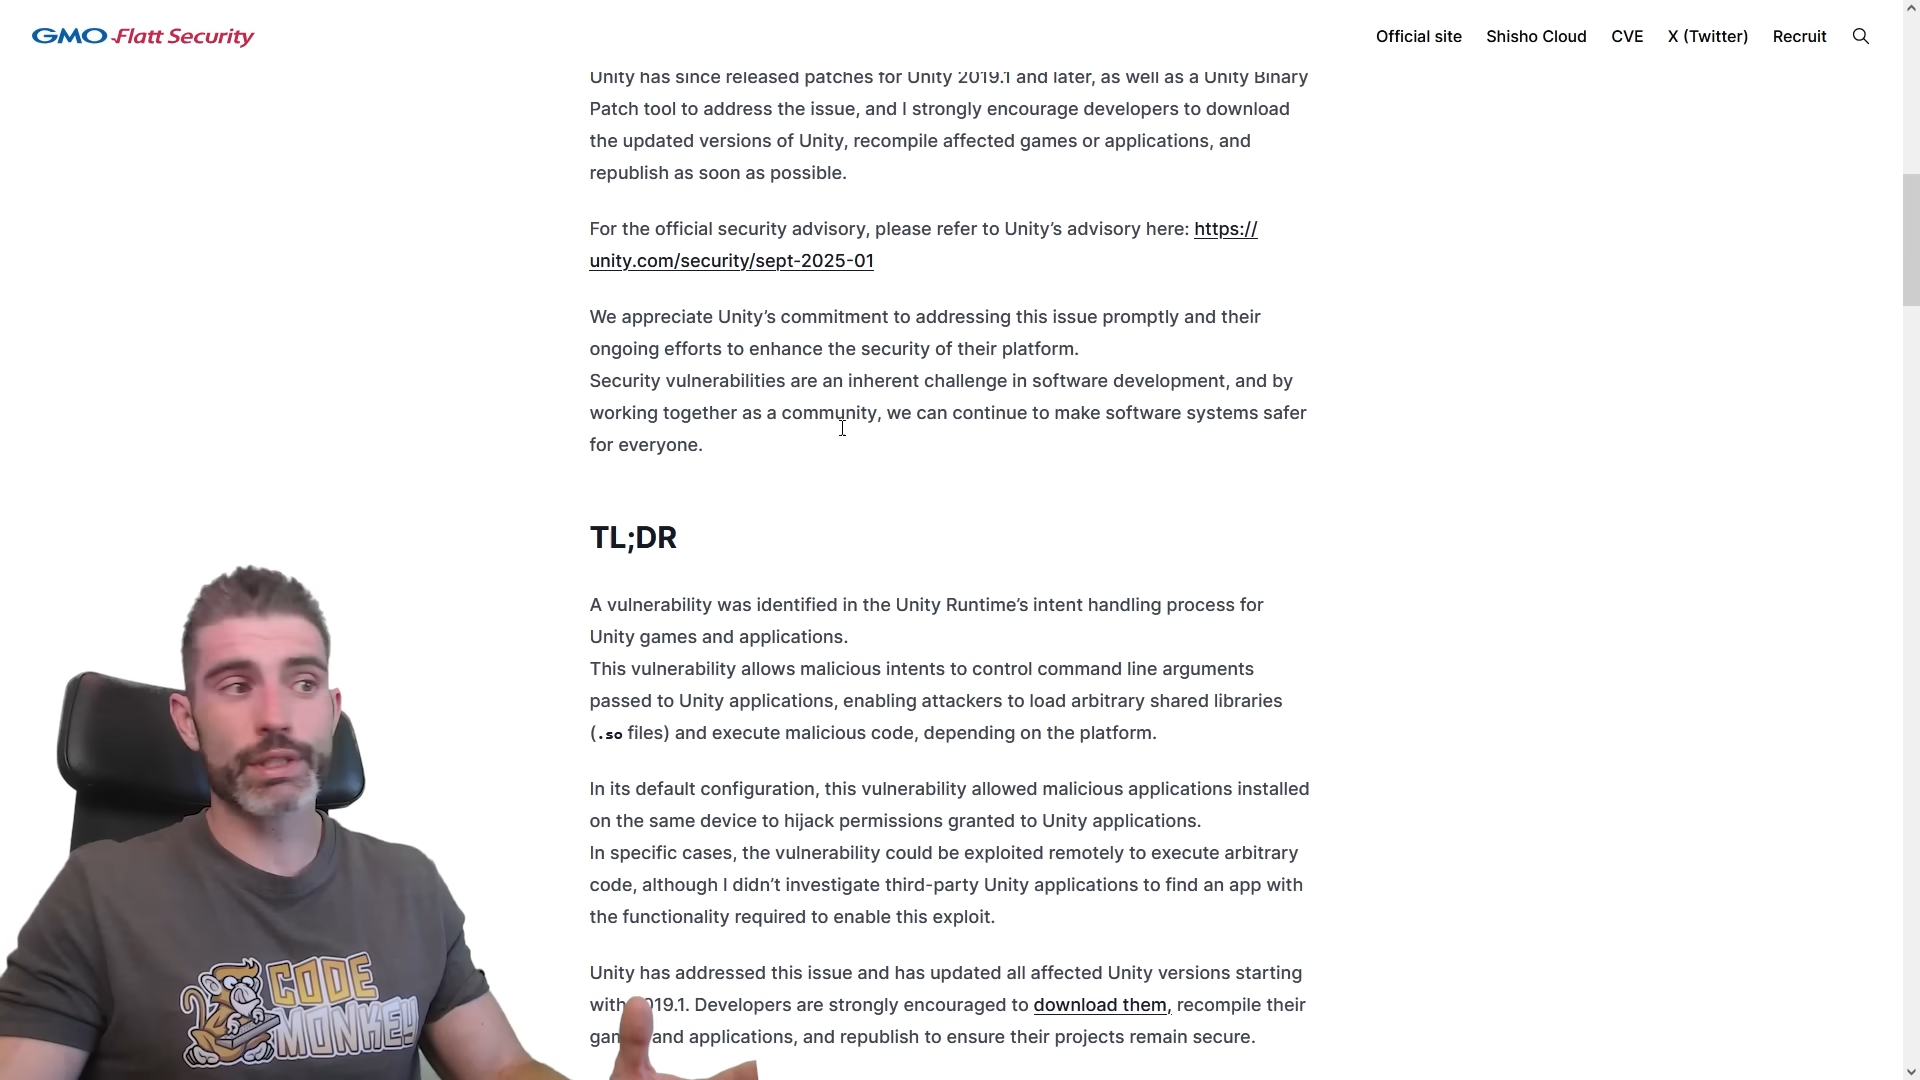 GMO Flatt Security
Official site Shisho Cloud CVE X (Twitter) Recruit
Unity has since released patches for Unity 2019.1 and later, as well as a Unity Binary
Patch tool to address the issue, and I strongly encourage developers to download
the updated versions of Unity, recompile affected games or applications, and
republish as soon as possible.
For the official security advisory, please refer to Unity’s advisory here: https://
unity.com/security/sept-2025-01
We appreciate Unity’s commitment to addressing this issue promptly and their
ongoing efforts to enhance the security of their platform.
Security vulnerabilities are an inherent challenge in software development, and by
working together as a community, we can continue to make software systems safer
for everyone.
TL;DR
A vulnerability was identified in the Unity Runtime’s intent handling process for
Unity games and applications.
This vulnerability allows malicious intents to control command line arguments
passed to Unity applications, enabling attackers to load arbitrary shared libraries
(.so files) and execute malicious code, depending on the platform.
In its default configuration, this vulnerability allowed malicious applications installed
on the same device to hijack permissions granted to Unity applications.
In specific cases, the vulnerability could be exploited remotely to execute arbitrary
code, although I didn’t investigate third-party Unity applications to find an app with
the functionality required to enable this exploit.
Unity has addressed this issue and has updated all affected Unity versions starting
with 019.1. Developers are strongly encouraged to download them, recompile their
and applications, and republish to ensure their projects remain secure.
CODE
MONKEY